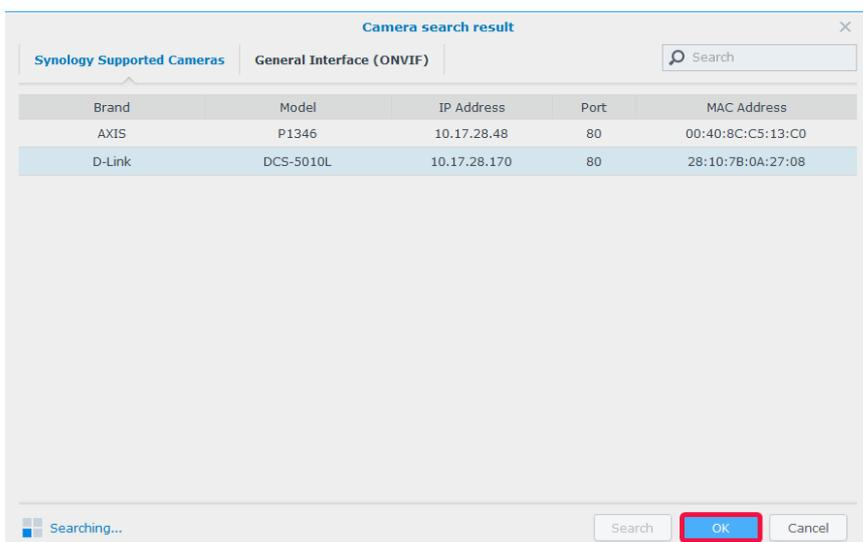 Camera search result
Synology Supported Cameras General Interface (ONVIF) Search
Brand Model IP Address Port MAC Address
AXIS P1346 10.17.28.48 80 00:40:8C:C5:13:C0
D-Link DCS-5010L 10.17.28.170 80 28:10:7B:0A:27:08
Searching... Search OK Cancel